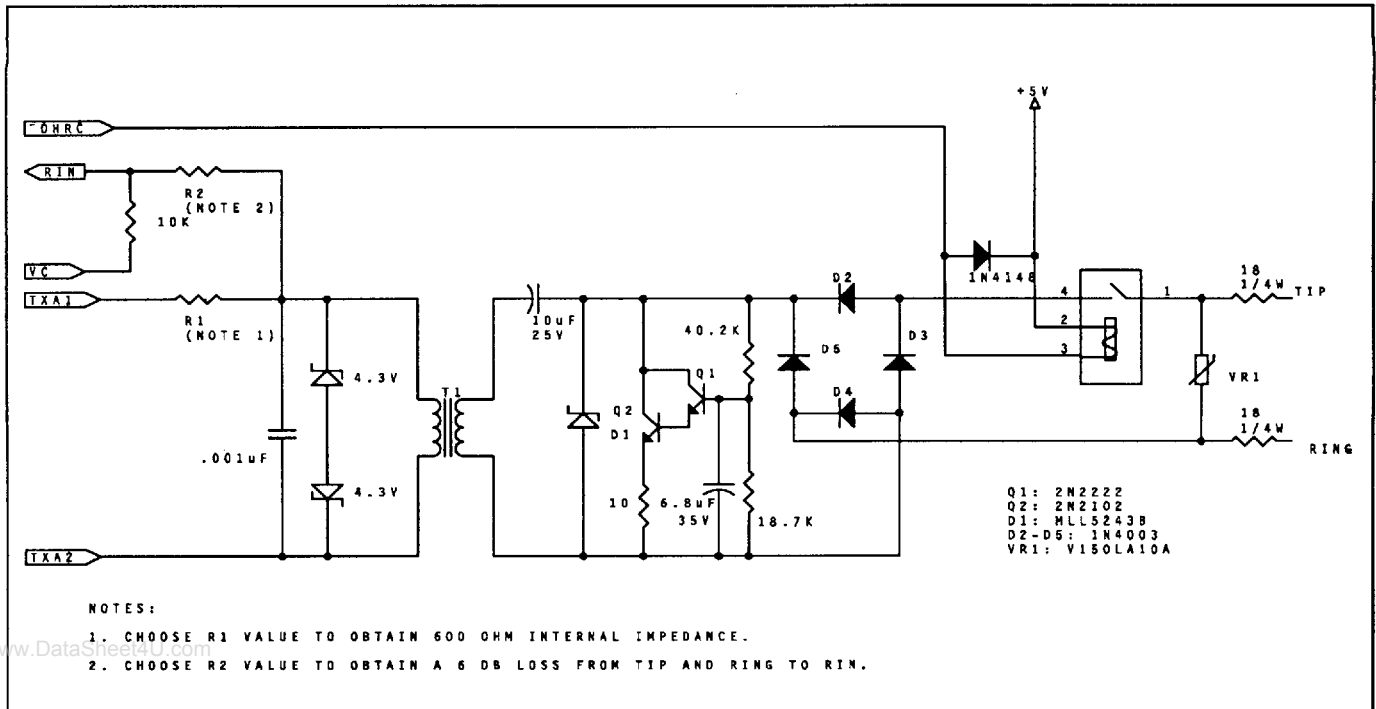 +5V
~OHRC
RIN
R2
(NOTE 2)
10K
VC
TXA1
R1
(NOTE 1)
4.3V
.001uF
4.3V
TXA2
T1
10uF
25V
40.2K
Q1
Q2
D1
10
6.8uF
35V
18.7K
D2
D3
D5
D4
1N4148
4
1
2
3
18
1/4W
TIP
VR1
18
1/4W
RING
Q1: 2N2222
Q2: 2N2102
D1: MLL5243B
D2-D5: 1N4003
VR1: V150LA10A
NOTES:
1. CHOOSE R1 VALUE TO OBTAIN 600 OHM INTERNAL IMPEDANCE.
www.DataSheet4U.com
2. CHOOSE R2 VALUE TO OBTAIN A 6 DB LOSS FROM TIP AND RING TO RIN.